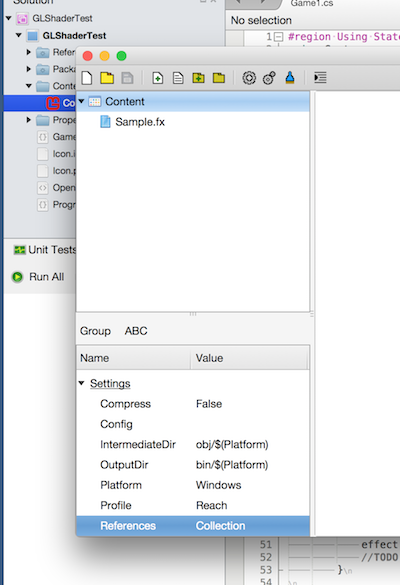 Solution
GLShaderTest
GLShaderTest
Refer
Packa
Conte
Co
Prope
Game
Icon.i
Icon.p
Open
Progr
Unit Tests
Run All
Game1.cs
No selection
1
#region Using State
Content
Sample.fx
Group ABC
Name Value
Settings
Compress False
Config
IntermediateDir obj/$(Platform)
OutputDir bin/$(Platform)
Platform Windows
Profile Reach
References Collection
51 effect
52 //TODO
53 }\n
54 \n